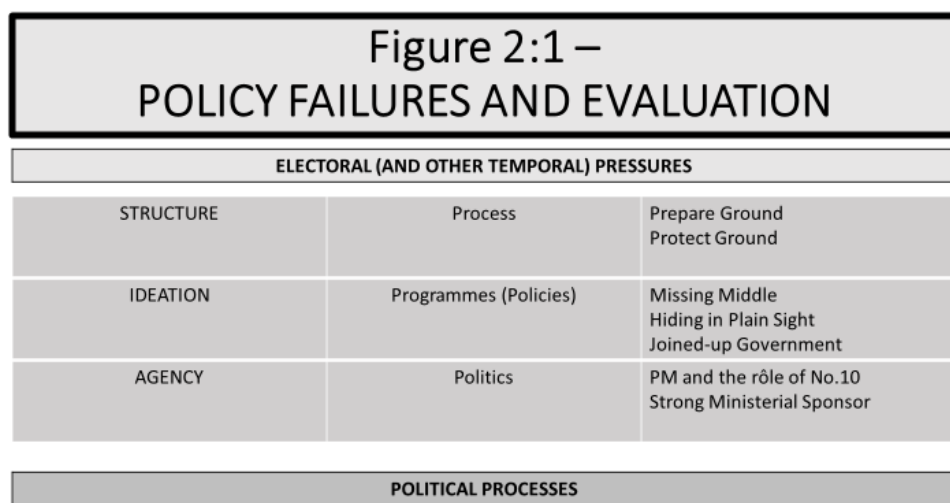 Figure 2:1 –
POLICY FAILURES AND EVALUATION
ELECTORAL (AND OTHER TEMPORAL) PRESSURES
STRUCTURE
Process
Prepare Ground
Protect Ground
IDEATION
Programmes (Policies)
Missing Middle
Hiding in Plain Sight
Joined-up Government
AGENCY
Politics
PM and the rôle of No.10
Strong Ministerial Sponsor
POLITICAL PROCESSES